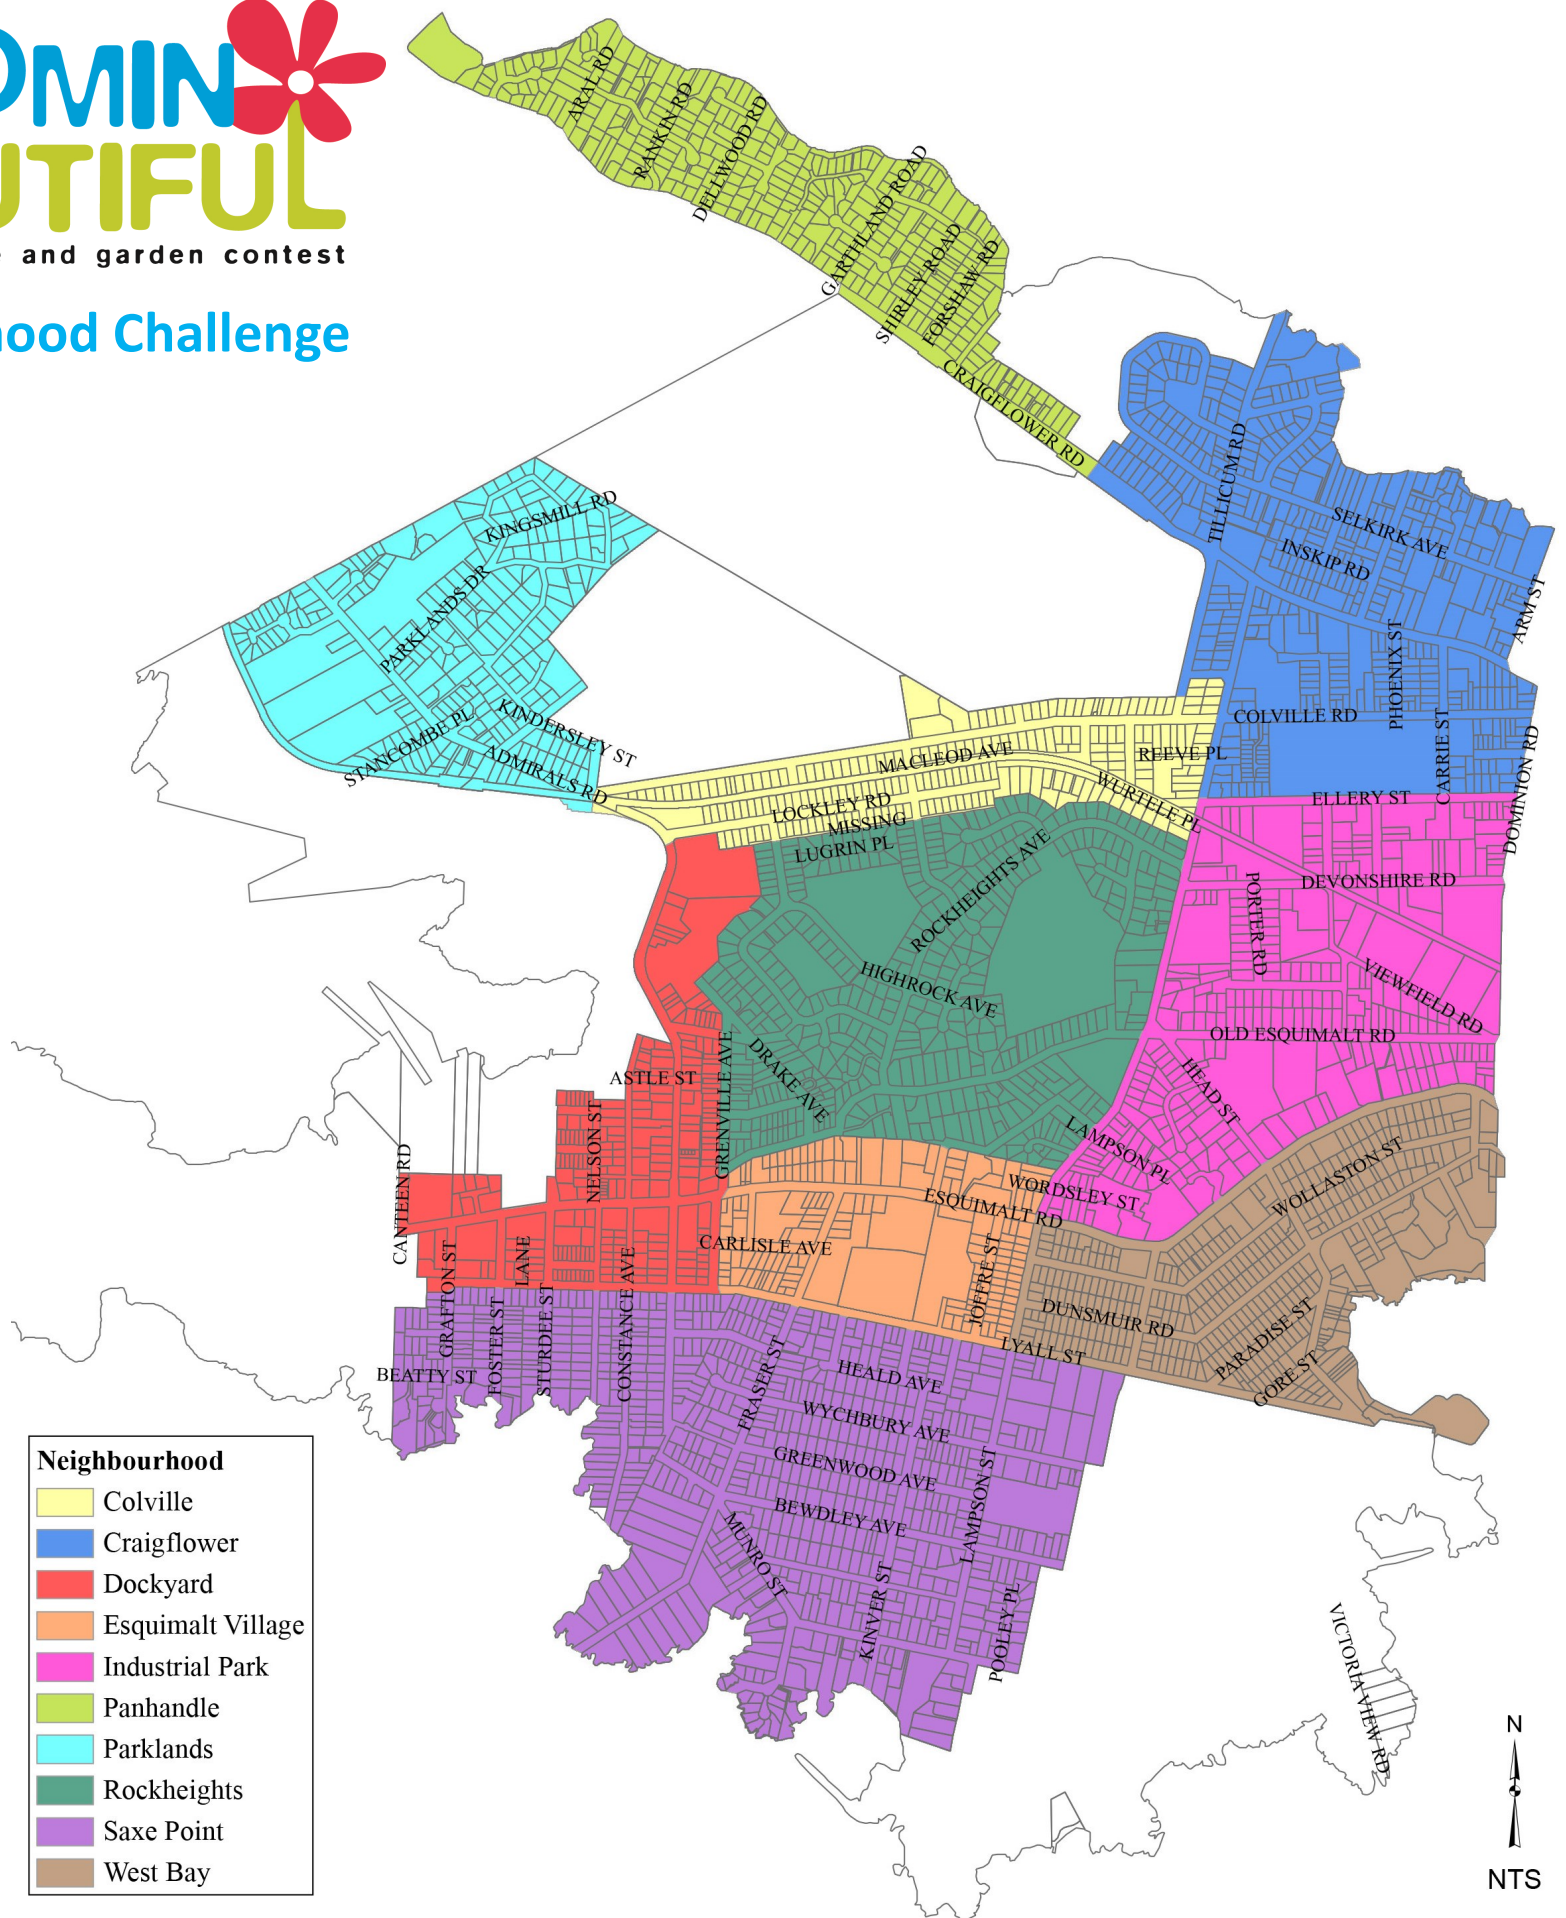 OMIN
UTIFUL
e and garden contest
hood Challenge
ARAL RD
RANKIN RD
DELLWOOD RD
GARTHLAND ROAD
SHIRLEY ROAD
FORSHAW RD
CRAIGFLOWER RD
TILLICUM RD
SELKIRK AVE
INSKIP RD
ARM ST
PHOENIX ST
COLVILLE RD
CARRIE ST
DOMINION RD
KINGSMILL RD
PARKLANDS DR
STANCOMBE PL
KINDERSLEY ST
ADMIRALS RD
MACLEOD AVE
REEVE PL
WURTELE PL
LOCKLEY RD
MISSING
LUGRIN PL
ELLERY ST
DEVONSHIRE RD
PORTER RD
VIEWFIELD RD
OLD ESQUIMALT RD
HEAD ST
LAMPSON PL
ROCKHEIGHTS AVE
HIGHROCK AVE
DRAKE AVE
GRENVILLE AVE
ASTLE ST
NELSON ST
CANTEEN RD
GRAFTON ST
LANE
CONSTANCE AVE
FOSTER ST
STURDEE ST
BEATTY ST
CARLISLE AVE
ESQUIMALT RD
WORDSLEY ST
JOFFRE ST
LYALL ST
DUNSMUIR RD
WOLLASTON ST
PARADISE ST
GORE ST
FRASER ST
HEALD AVE
WYCHBURY AVE
GREENWOOD AVE
BEWDLEY AVE
LAMPSON ST
MUNRO ST
KINVER ST
POOLEY PL
VICTORIA VIEW RD
Neighbourhood
Colville
Craigflower
Dockyard
Esquimalt Village
Industrial Park
Panhandle
Parklands
Rockheights
Saxe Point
West Bay
N
NTS